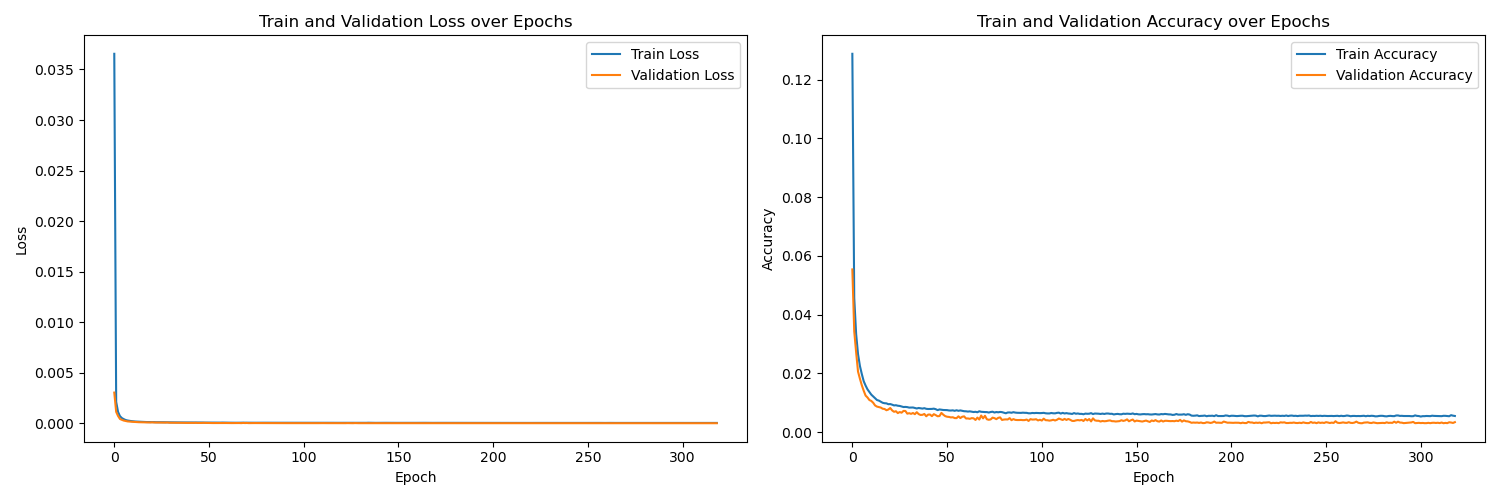 Train and Validation Loss over Epochs
Train Loss
Validation Loss
0.035
0.030
0.025
0.020
0.015
0.010
0.005
0.000
Loss
0 50 100 150 200 250 300
Epoch
Train and Validation Accuracy over Epochs
Train Accuracy
Validation Accuracy
0.12
0.10
0.08
0.06
0.04
0.02
0.00
Accuracy
0 50 100 150 200 250 300
Epoch